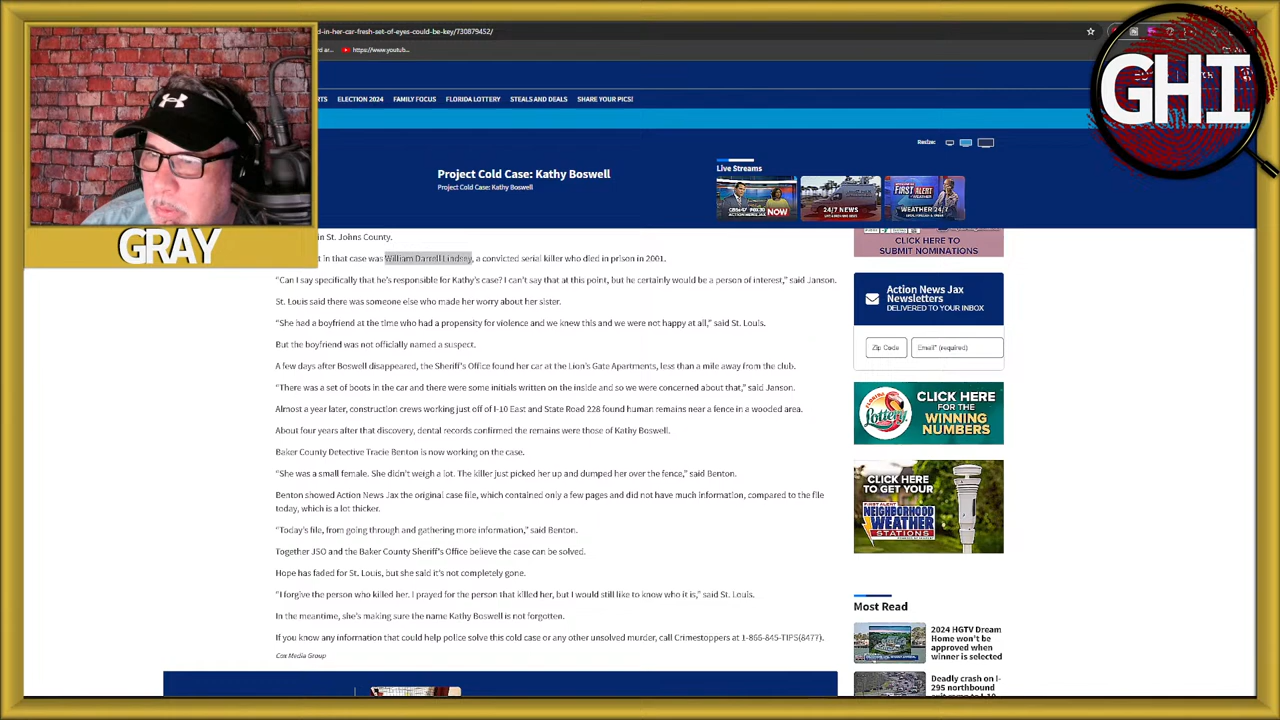 d-in-her-car-fresh-set-of-eyes-could-be-key/730879452/
https://www.youtub...
GHI
ELECTION 2024 FAMILY FOCUS FLORIDA LOTTERY STEALS AND DEALS SHARE YOUR PICS!
Resize:
Project Cold Case: Kathy Boswell
Project Cold Case: Kathy Boswell
Live Streams
NOW
24/7 NEWS
FIRST ALERT
WEATHER 24/7
GRAY
in St. Johns County.
t in that case was William Darrell Lindsey, a convicted serial killer who died in prison in 2001.
“Can I say specifically that he's responsible for Kathy's case? I can't say that at this point, but he certainly would be a person of interest,” said Janson.
St. Louis said there was someone else who made her worry about her sister.
“She had a boyfriend at the time who had a propensity for violence and we knew this and we were not happy at all,” said St. Louis.
But the boyfriend was not officially named a suspect.
A few days after Boswell disappeared, the Sheriff's Office found her car at the Lion's Gate Apartments, less than a mile away from the club.
“There was a set of boots in the car and there were some initials written on the inside and so we were concerned about that,” said Janson.
Almost a year later, construction crews working just off of I-10 East and State Road 228 found human remains near a fence in a wooded area.
About four years after that discovery, dental records confirmed the remains were those of Kathy Boswell.
Baker County Detective Tracie Benton is now working on the case.
“She was a small female. She didn't weigh a lot. The killer just picked her up and dumped her over the fence,” said Benton.
Benton showed Action News Jax the original case file, which contained only a few pages and did not have much information, compared to the file
today, which is a lot thicker.
“Today's file, from going through and gathering more information,” said Benton.
Together JSO and the Baker County Sheriff's Office believe the case can be solved.
Hope has faded for St. Louis, but she said it's not completely gone.
“I forgive the person who killed her. I prayed for the person that killed her, but I would still like to know who it is,” said St. Louis.
In the meantime, she's making sure the name Kathy Boswell is not forgotten.
If you know any information that could help police solve this cold case or any other unsolved murder, call Crimestoppers at 1-866-845-TIPS(8477).
Cox Media Group
CLICK HERE TO
SUBMIT NOMINATIONS
Action News Jax
Newsletters
DELIVERED TO YOUR INBOX
Zip Code
Email* (required)
FLORIDA
Lottery
CLICK HERE
FOR THE
WINNING
NUMBERS
CLICK HERE
TO GET YOUR
FIRST ALERT
NEIGHBORHOOD
WEATHER
STATIONS
Most Read
2024 HGTV Dream
Home won't be
approved when
winner is selected
Deadly crash on I-
295 northbound